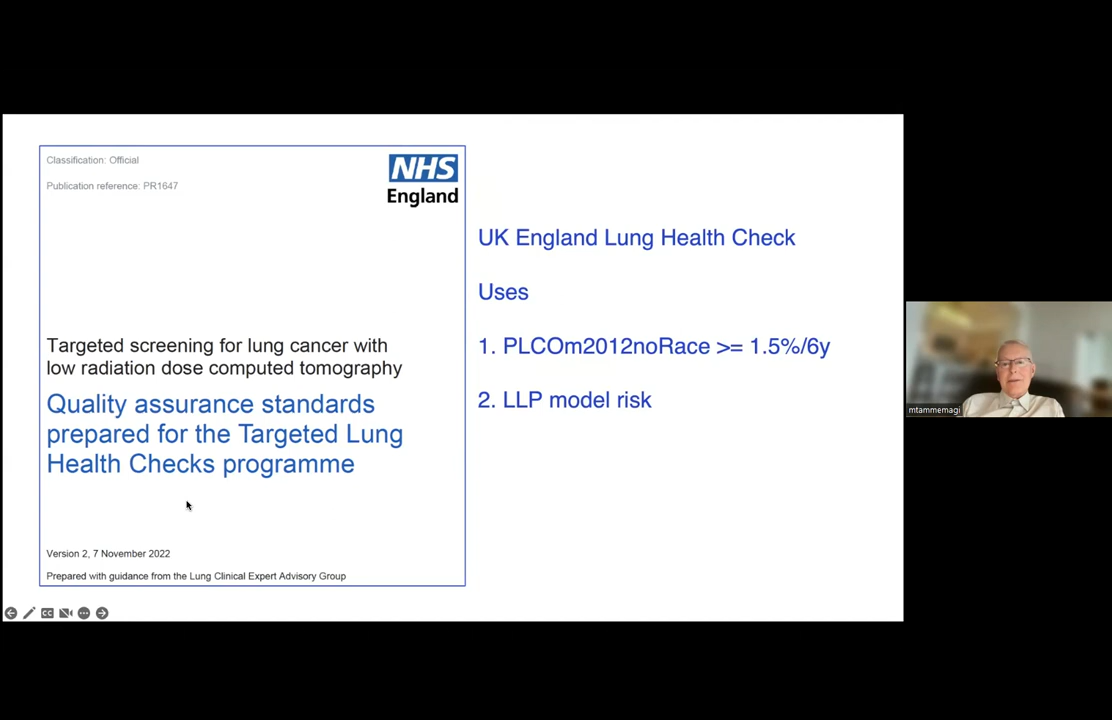 Classification: Official
Publication reference: PR1647
NHS
England
Targeted screening for lung cancer with
low radiation dose computed tomography
Quality assurance standards
prepared for the Targeted Lung
Health Checks programme
Version 2, 7 November 2022
Prepared with guidance from the Lung Clinical Expert Advisory Group
UK England Lung Health Check
Uses
1. PLCOm2012noRace >= 1.5%/6y
2. LLP model risk
mtammemagi
CC